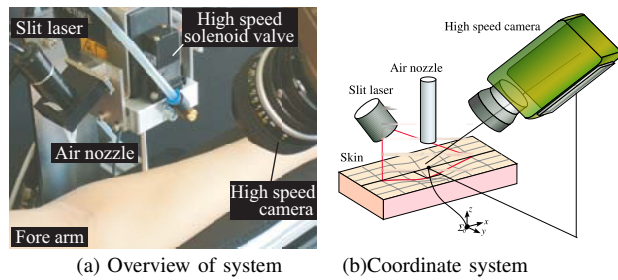 High speed
solenoid valve
Slit laser
Air nozzle
High speed
camera
Fore arm
(a) Overview of system
High speed camera
Air nozzle
Slit laser
Skin
z
x
y
(b)Coordinate system